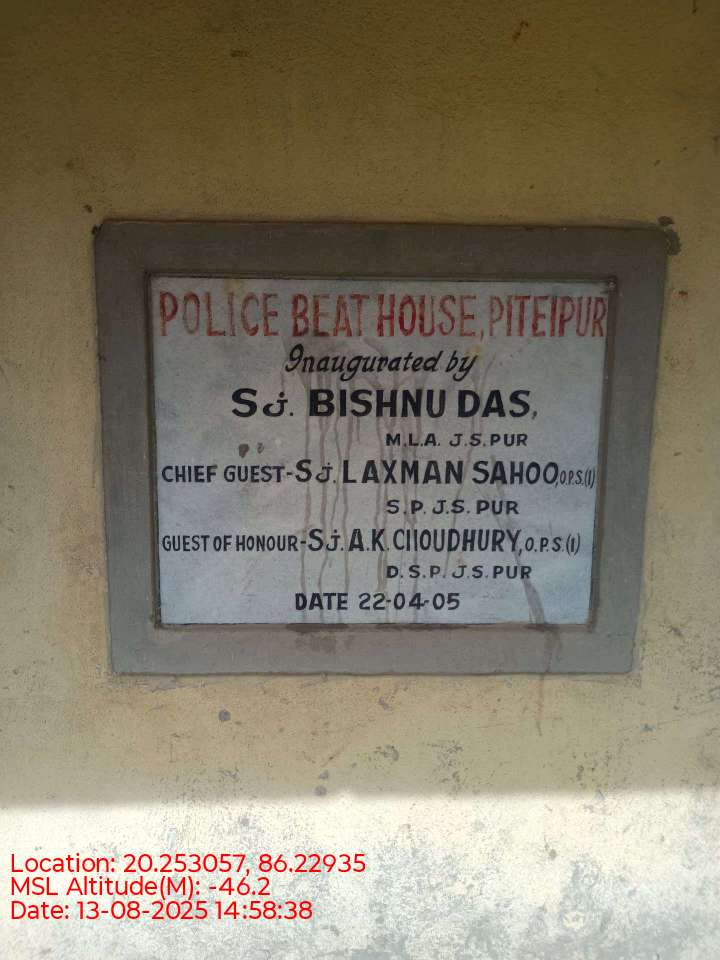 POLICE BEAT HOUSE, PITEIPUR
Inaugurated by
SJ. BISHNU DAS,
M.L.A. J.S.PUR
CHIEF GUEST-SJ. LAXMAN SAHOO,O.P.S.(I)
S.P. J.S. PUR
GUEST OF HONOUR-SJ. A.K. CHOUDHURY, O.P.S.(I)
D.S.P. J.S.PUR
DATE 22-04-05
Location: 20.253057, 86.22935
MSL Altitude(M): -46.2
Date: 13-08-2025 14:58:38